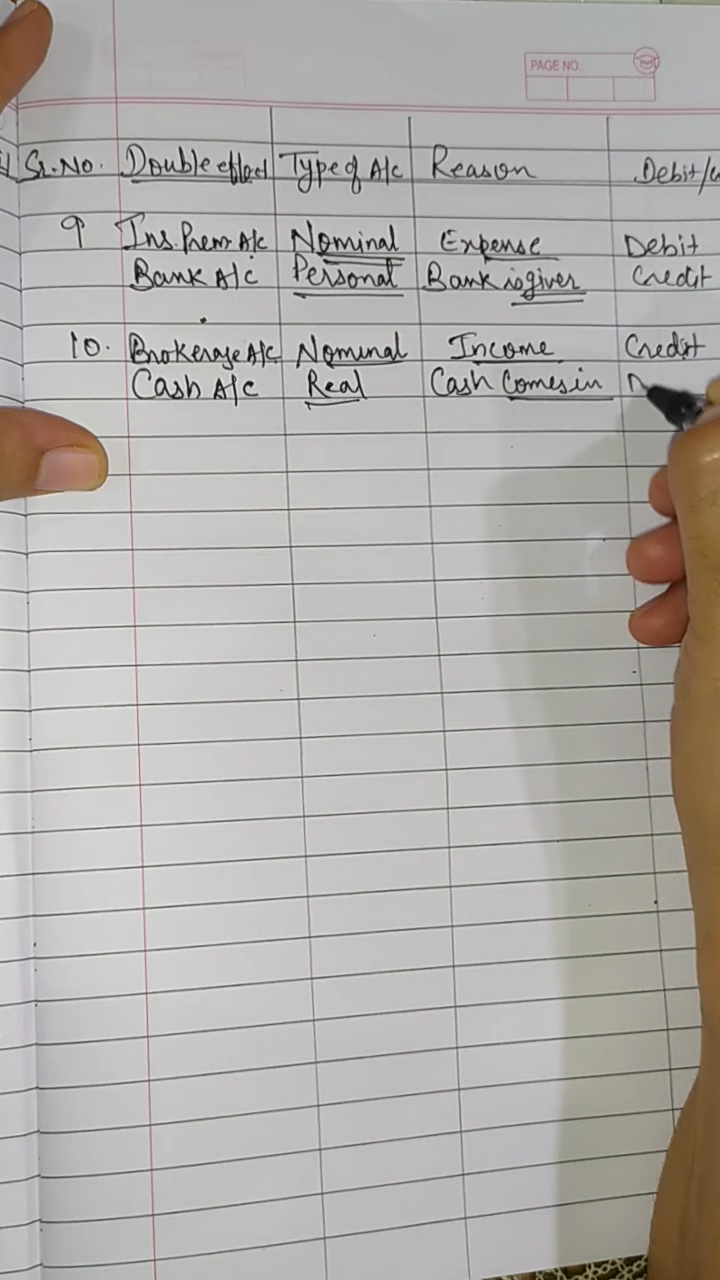 PAGE NO.
Sr.No. Double effect Type of A/c Reason Debit/
9 Ins.Prem A/c Nominal Expense Debit
Bank A/c Personal Bank is giver Credit
10. Brokerage A/c Nominal Income Credit
Cash A/c Real Cash Comes in D